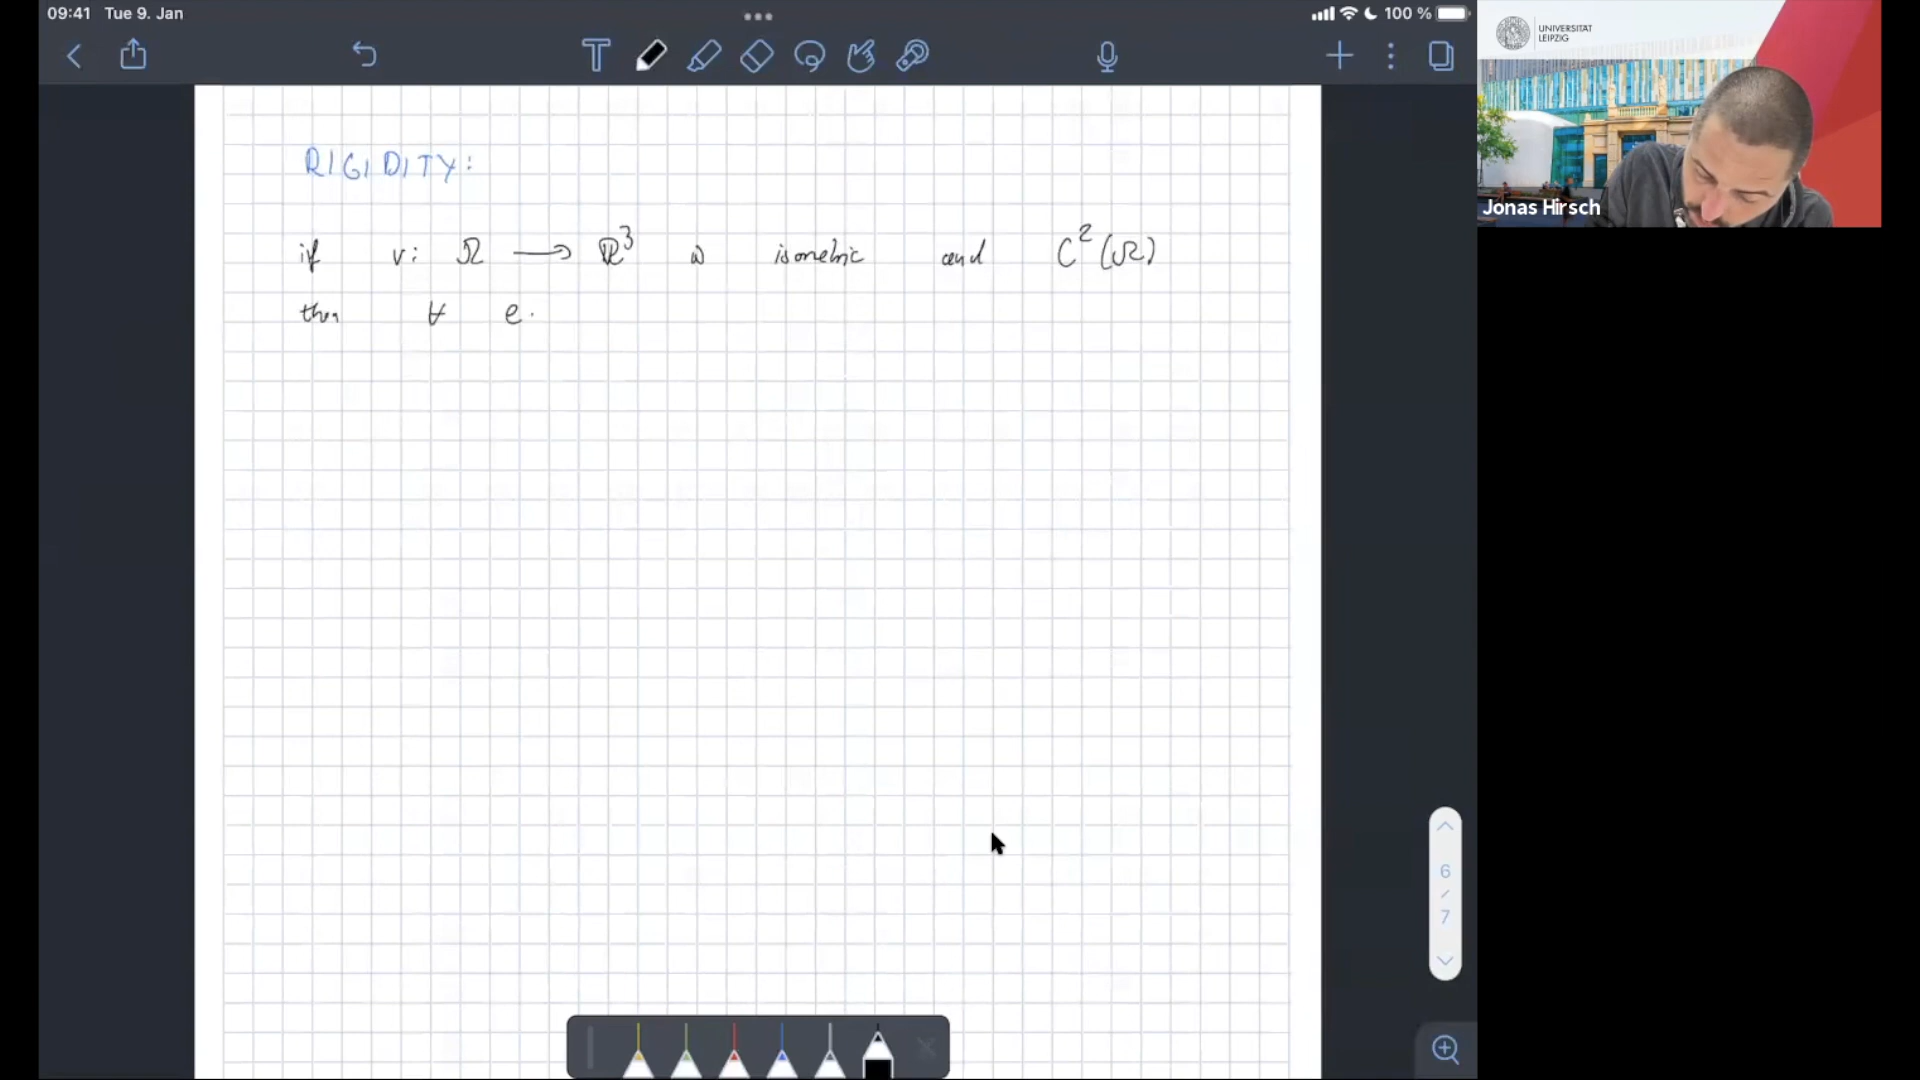 09:41 Tue 9. Jan
100 %
UNIVERSITÄT
LEIPZIG
Jonas Hirsch
RIGIDITY:
if v: Ω ⟶ ℝ³ is isometric and C²(Ω)
then ∀ e.
6
/
7